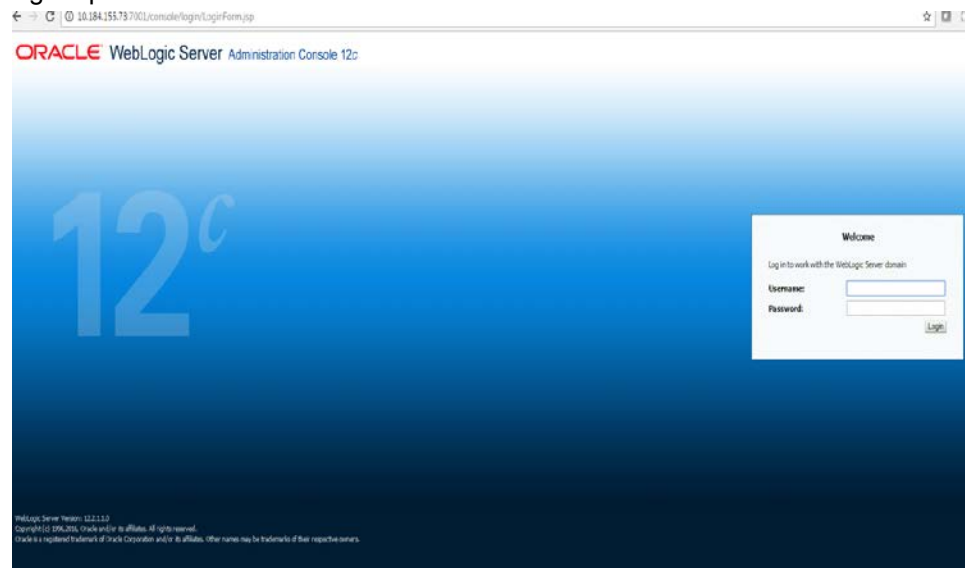 10.184.155.73:7001/console/login/LoginForm.jsp
ORACLE WebLogic Server Administration Console 12c
12c
Welcome
Log in to work with the WebLogic Server domain
Username:
Password:
Login
WebLogic Server Version: 12.2.1.1.0
Copyright (c) 1996,2016, Oracle and/or its affiliates. All rights reserved.
Oracle is a registered trademark of Oracle Corporation and/or its affiliates. Other names may be trademarks of their respective owners.